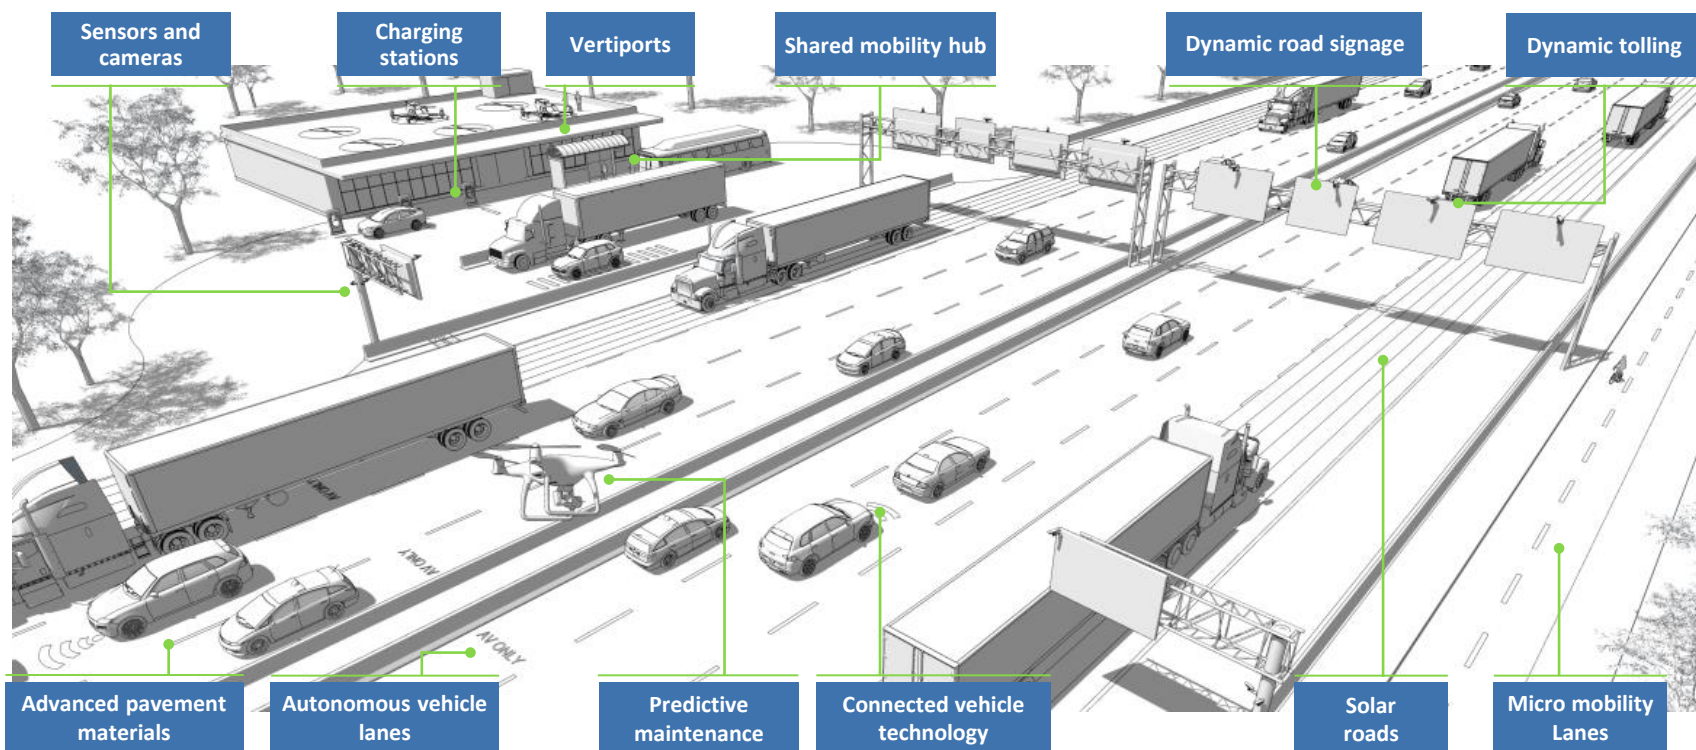 Sensors and
cameras
Charging
stations
Vertiports
Shared mobility hub
Dynamic road signage
Dynamic tolling
AV ONLY
AV ONLY
AV ONLY
Advanced pavement
materials
Autonomous vehicle
lanes
Predictive
maintenance
Connected vehicle
technology
Solar
roads
Micro mobility
Lanes